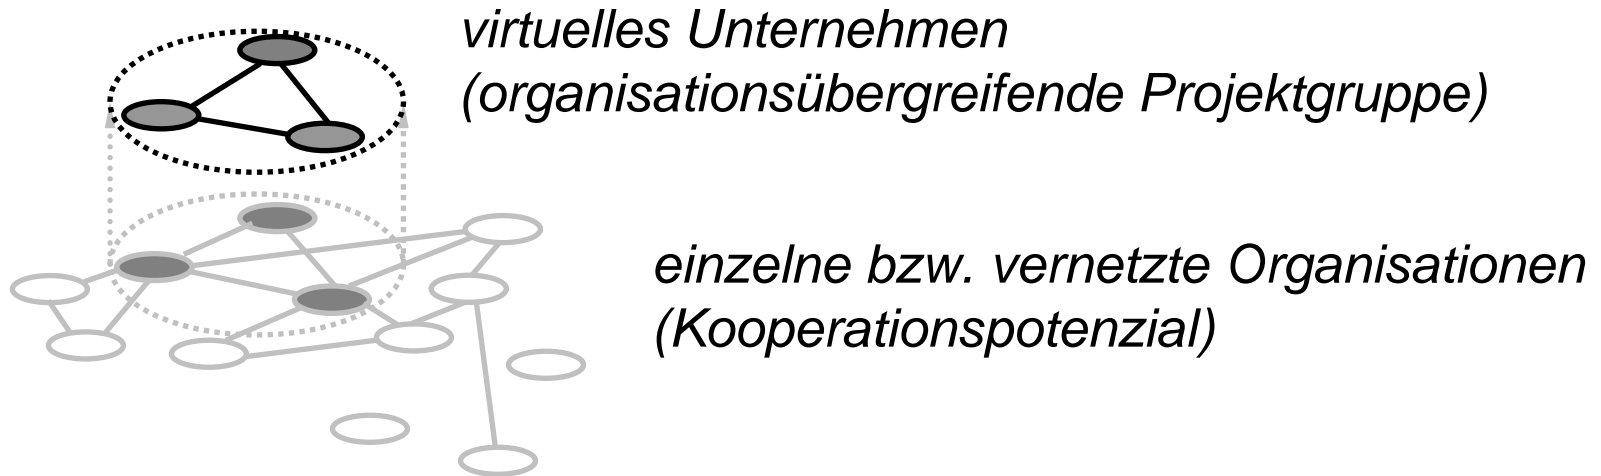 virtuelles Unternehmen
(organisationsübergreifende Projektgruppe)
einzelne bzw. vernetzte Organisationen
(Kooperationspotenzial)